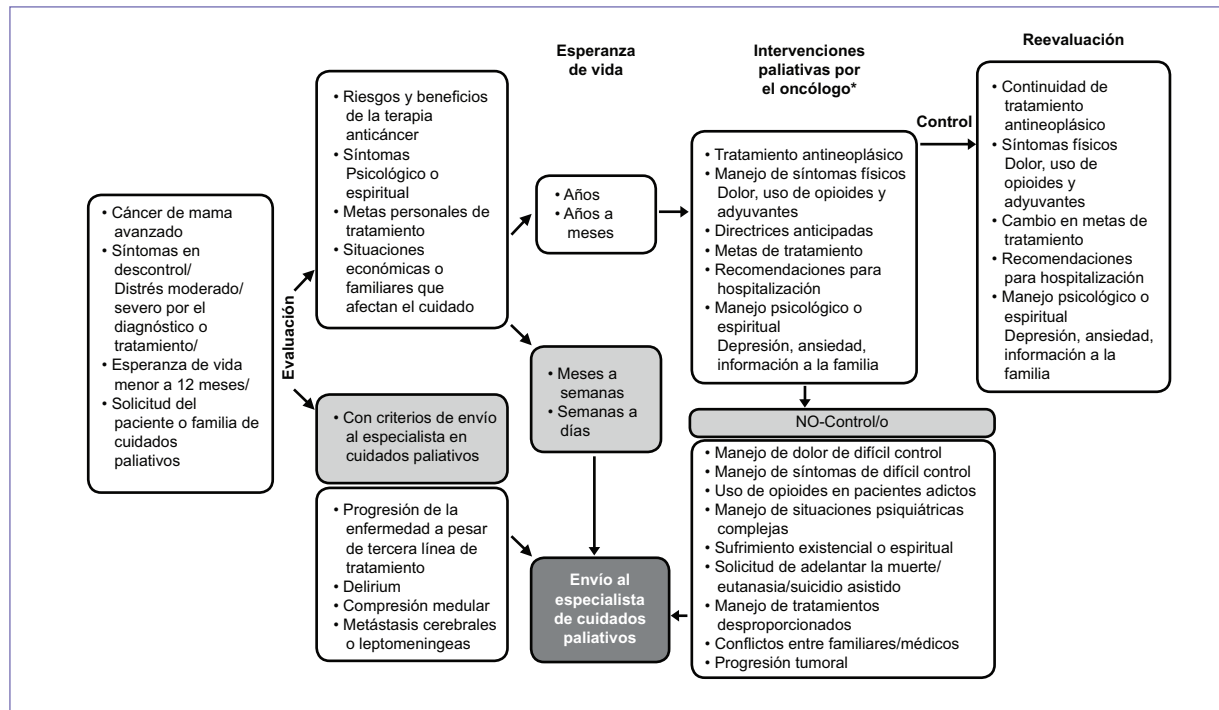 Esperanza
de vida
Intervenciones
paliativas por
el oncólogo*
Reevaluación
• Cáncer de mama
avanzado
• Síntomas en
descontrol/
Distrés moderado/
severo por el
diagnóstico o
tratamiento/
• Esperanza de vida
menor a 12 meses/
• Solicitud del
paciente o familia de
cuidados
paliativos
Evaluación
• Riesgos y beneficios
de la terapia
anticáncer
• Síntomas
Psicológico o
espiritual
• Metas personales de
tratamiento
• Situaciones
económicas o
familiares que
afectan el cuidado
• Con criterios de envío
al especialista en
cuidados paliativos
• Progresión de la
enfermedad a pesar
de tercera línea de
tratamiento
• Delirium
• Compresión medular
• Metástasis cerebrales
o leptomeningeas
• Años
• Años a
meses
• Meses a
semanas
• Semanas a
días
Envío al
especialista
de cuidados
paliativos
• Tratamiento antineoplásico
• Manejo de síntomas físicos
Dolor, uso de opioides y
adyuvantes
• Directrices anticipadas
• Metas de tratamiento
• Recomendaciones para
hospitalización
• Manejo psicológico o
espiritual
Depresión, ansiedad,
información a la familia
Control
• Continuidad de
tratamiento
antineoplásico
• Síntomas físicos
Dolor, uso de
opioides y
adyuvantes
• Cambio en metas de
tratamiento
• Recomendaciones
para hospitalización
• Manejo psicológico o
espiritual
Depresión, ansiedad,
información a la
familia
NO-Control/o
• Manejo de dolor de difícil control
• Manejo de síntomas de difícil control
• Uso de opioides en pacientes adictos
• Manejo de situaciones psiquiátricas
complejas
• Sufrimiento existencial o espiritual
• Solicitud de adelantar la muerte/
eutanasia/suicidio asistido
• Manejo de tratamientos
desproporcionados
• Conflictos entre familiares/médicos
• Progresión tumoral